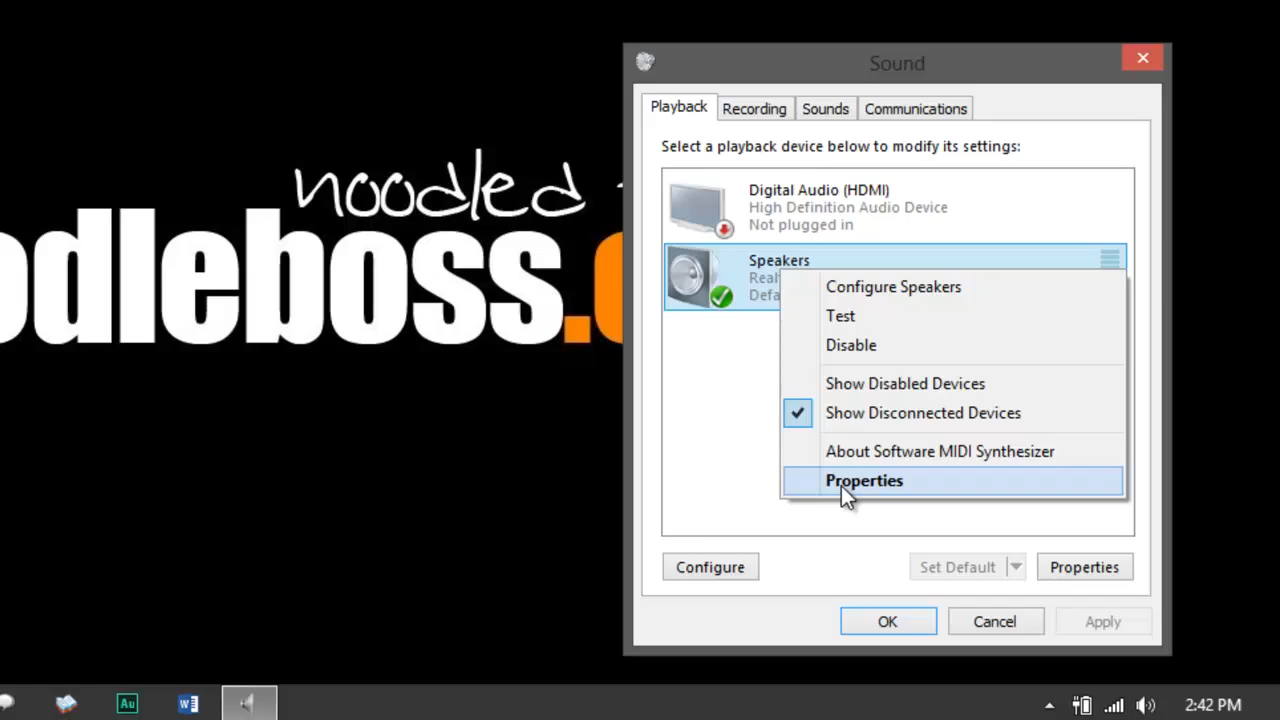 noodled
odleboss.
Sound
Playback
Recording
Sounds
Communications
Select a playback device below to modify its settings:
Digital Audio (HDMI)
High Definition Audio Device
Not plugged in
Speakers
Configure Speakers
Test
Disable
Show Disabled Devices
Show Disconnected Devices
About Software MIDI Synthesizer
Properties
Configure
Set Default
Properties
OK
Cancel
Apply
Au
W
2:42 PM